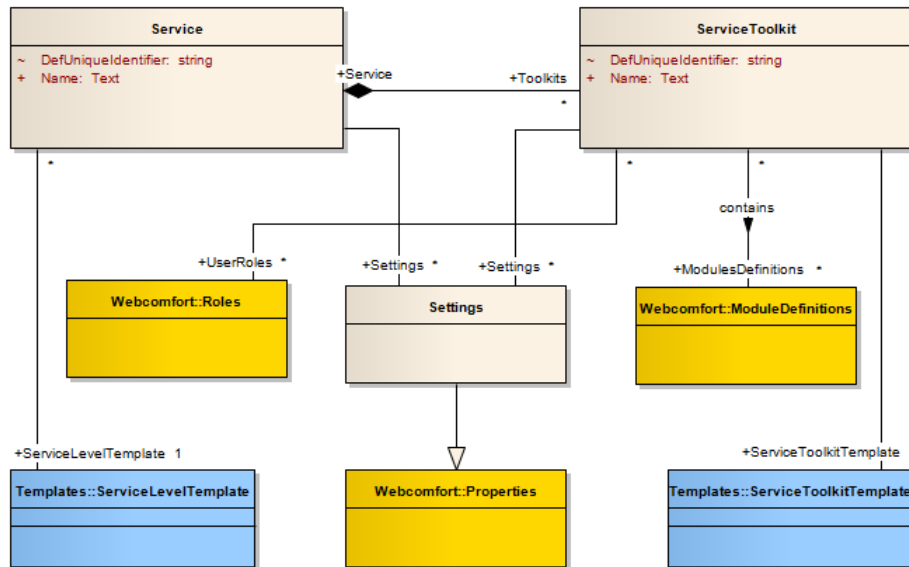 Service
~ DefUniqueIdentifier: string
+ Name: Text
ServiceToolkit
~ DefUniqueIdentifier: string
+ Name: Text
+Service
+Toolkits
*
*
*
*
contains
+UserRoles *
+Settings *
+Settings *
+ModulesDefinitions *
Webcomfort::Roles
Settings
Webcomfort::ModuleDefinitions
+ServiceLevelTemplate 1
+ServiceToolkitTemplate
Templates::ServiceLevelTemplate
Webcomfort::Properties
Templates::ServiceToolkitTemplate